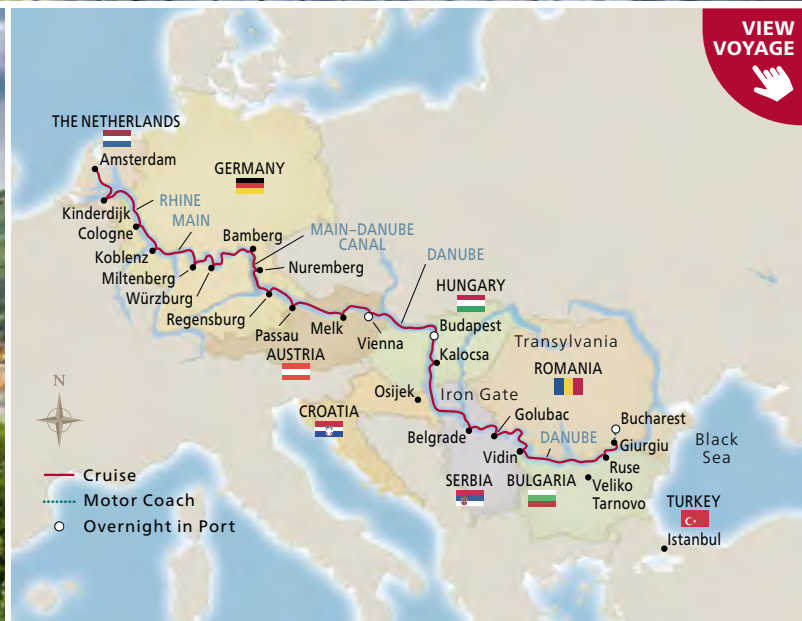 VIEW
VOYAGE
THE NETHERLANDS
Amsterdam
GERMANY
Kinderdijk
RHINE
MAIN
Cologne
Koblenz
Bamberg
MAIN–DANUBE
CANAL
Miltenberg
Nuremberg
DANUBE
Würzburg
HUNGARY
Regensburg
Passau
Melk
Vienna
Budapest
Transylvania
AUSTRIA
Kalocsa
ROMANIA
Osijek
Iron Gate
N
CROATIA
Golubac
Bucharest
Belgrade
DANUBE
Giurgiu
Black
Sea
Vidin
Ruse
Cruise
SERBIA
BULGARIA
Veliko
Tarnovo
Motor Coach
TURKEY
Overnight in Port
Istanbul